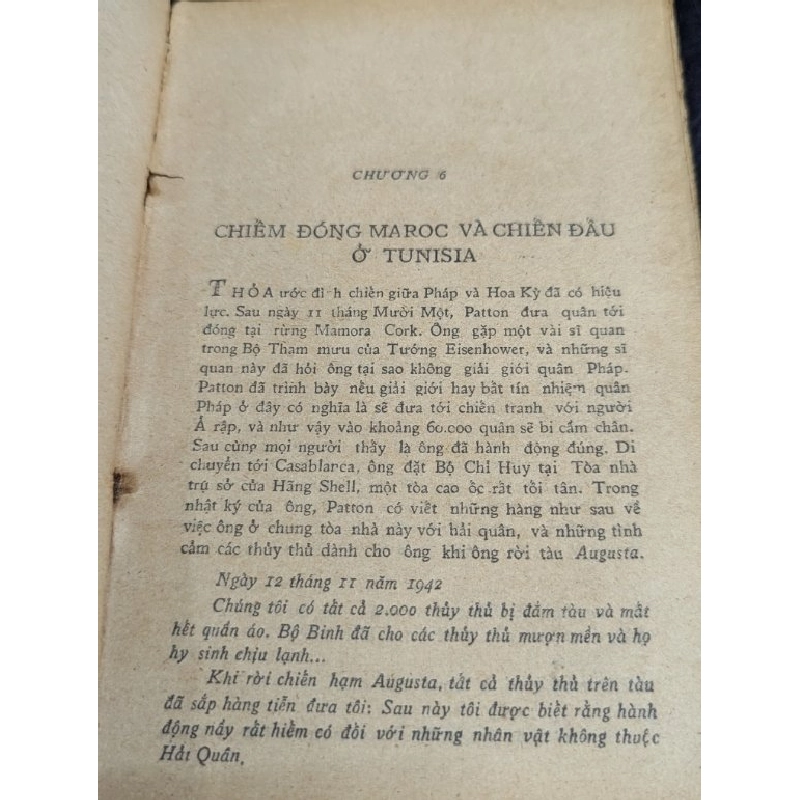 CHƯƠNG 6
CHIẾM ĐÓNG MAROC VÀ CHIẾN ĐẤU
Ở TUNISIA
THỎA ước đình chiến giữa Pháp và Hoa Kỳ đã có hiệu
lực. Sau ngày 11 tháng Mười Một, Patton đưa quân tới
đóng tại rừng Mamora Cork. Ông gặp một vài sĩ quan
trong Bộ Tham mưu của Tướng Eisenhower, và những sĩ
quan này đã hỏi ông tại sao không giải giới quân Pháp.
Patton đã trình bày nếu giải giới hay bất tín nhiệm quân
Pháp ở đây có nghĩa là sẽ đưa tới chiến tranh với người
Ả rập, và như vậy vào khoảng 60.000 quân sẽ bị cầm chân.
Sau cùng mọi người thấy là ông đã hành động đúng. Di
chuyển tới Casablanca, ông đặt Bộ Chỉ Huy tại Tòa nhà
trụ sở của Hãng Shell, một tòa cao ốc rất tối tân. Trong
nhật ký của ông, Patton có viết những hàng như sau về
việc ông ở chung tòa nhà này với hải quân, và những tình
cảm các thủy thủ dành cho ông khi ông rời tàu Augusta.
Ngày 12 tháng 11 năm 1942
Chúng tôi có tất cả 2.000 thủy thủ bị đắm tàu và mất
hết quần áo. Bộ Binh đã cho các thủy thủ mượn mền và họ
hy sinh chịu lạnh...
Khi rời chiến hạm Augusta, tất cả thủy thủ trên tàu
đã sắp hàng tiễn đưa tôi: Sau này tôi được biết rằng hành
động nầy rất hiếm có đối với những nhân vật không thuộc
Hải Quân.